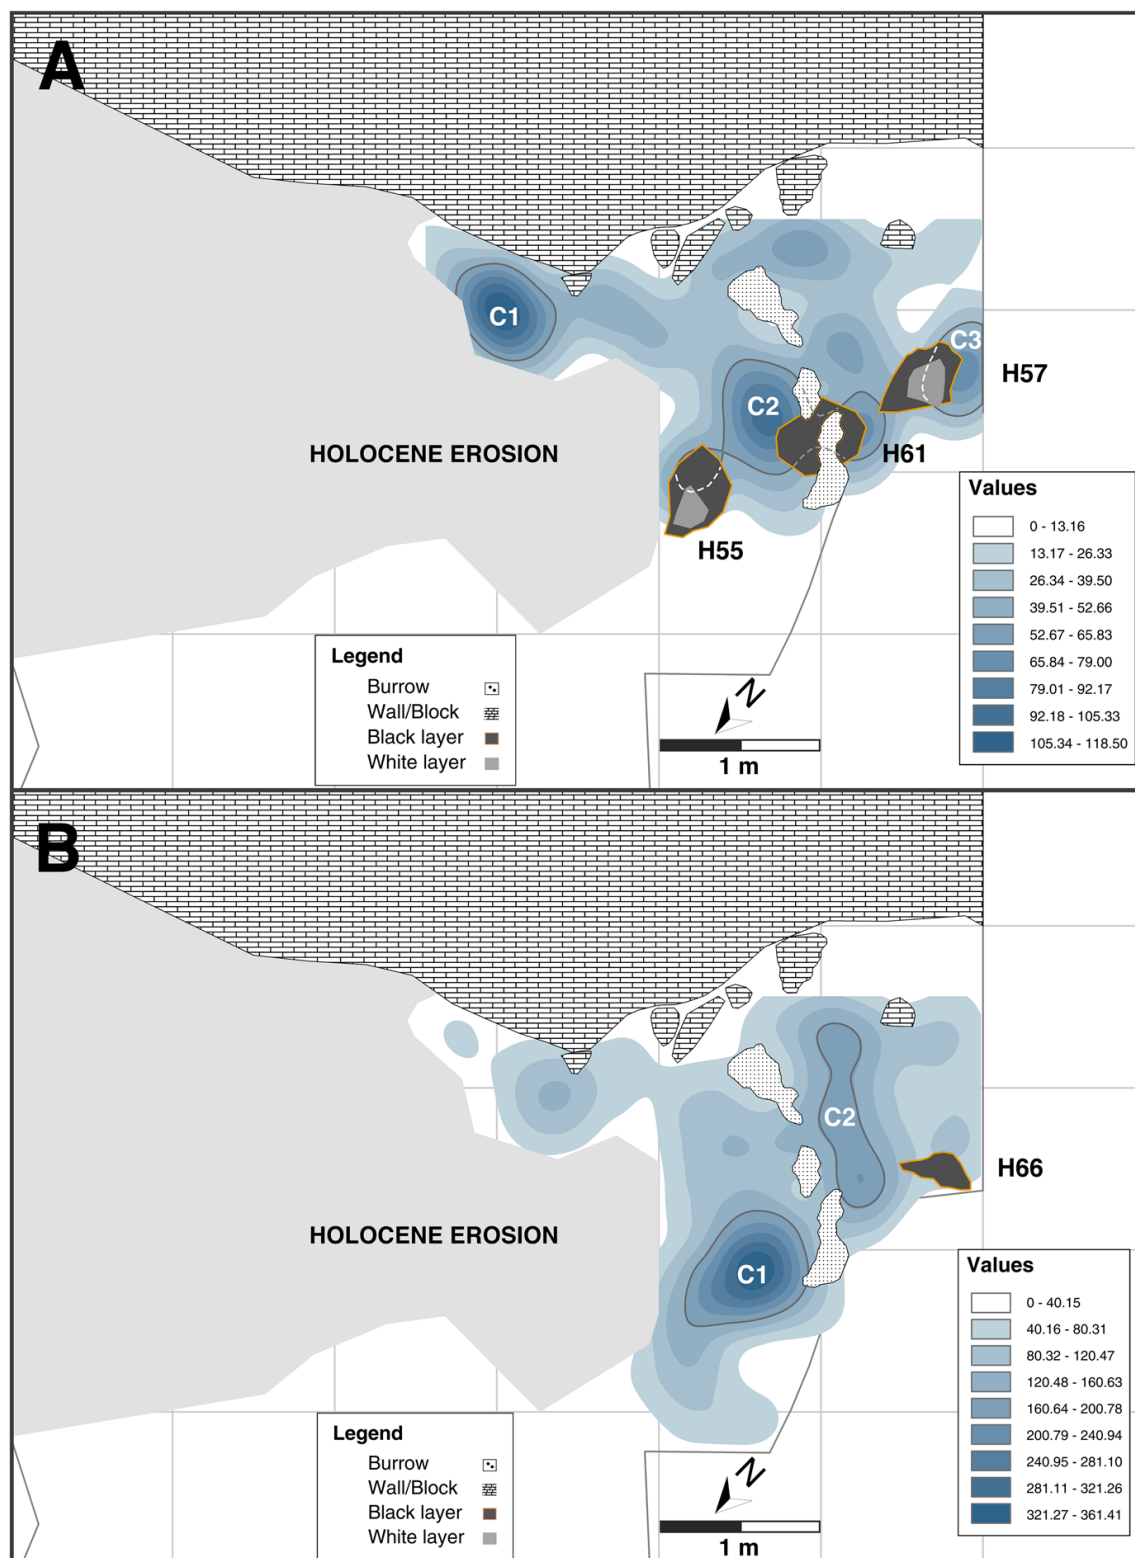 A
C1
C3
H57
C2
HOLOCENE EROSION
H61
H55
Values
0 - 13.16
13.17 - 26.33
26.34 - 39.50
39.51 - 52.66
52.67 - 65.83
65.84 - 79.00
79.01 - 92.17
92.18 - 105.33
105.34 - 118.50
Legend
Burrow
Wall/Block
Black layer
White layer
N
1 m
B
C2
H66
HOLOCENE EROSION
C1
Values
0 - 40.15
40.16 - 80.31
80.32 - 120.47
120.48 - 160.63
160.64 - 200.78
200.79 - 240.94
240.95 - 281.10
281.11 - 321.26
321.27 - 361.41
Legend
Burrow
Wall/Block
Black layer
White layer
N
1 m